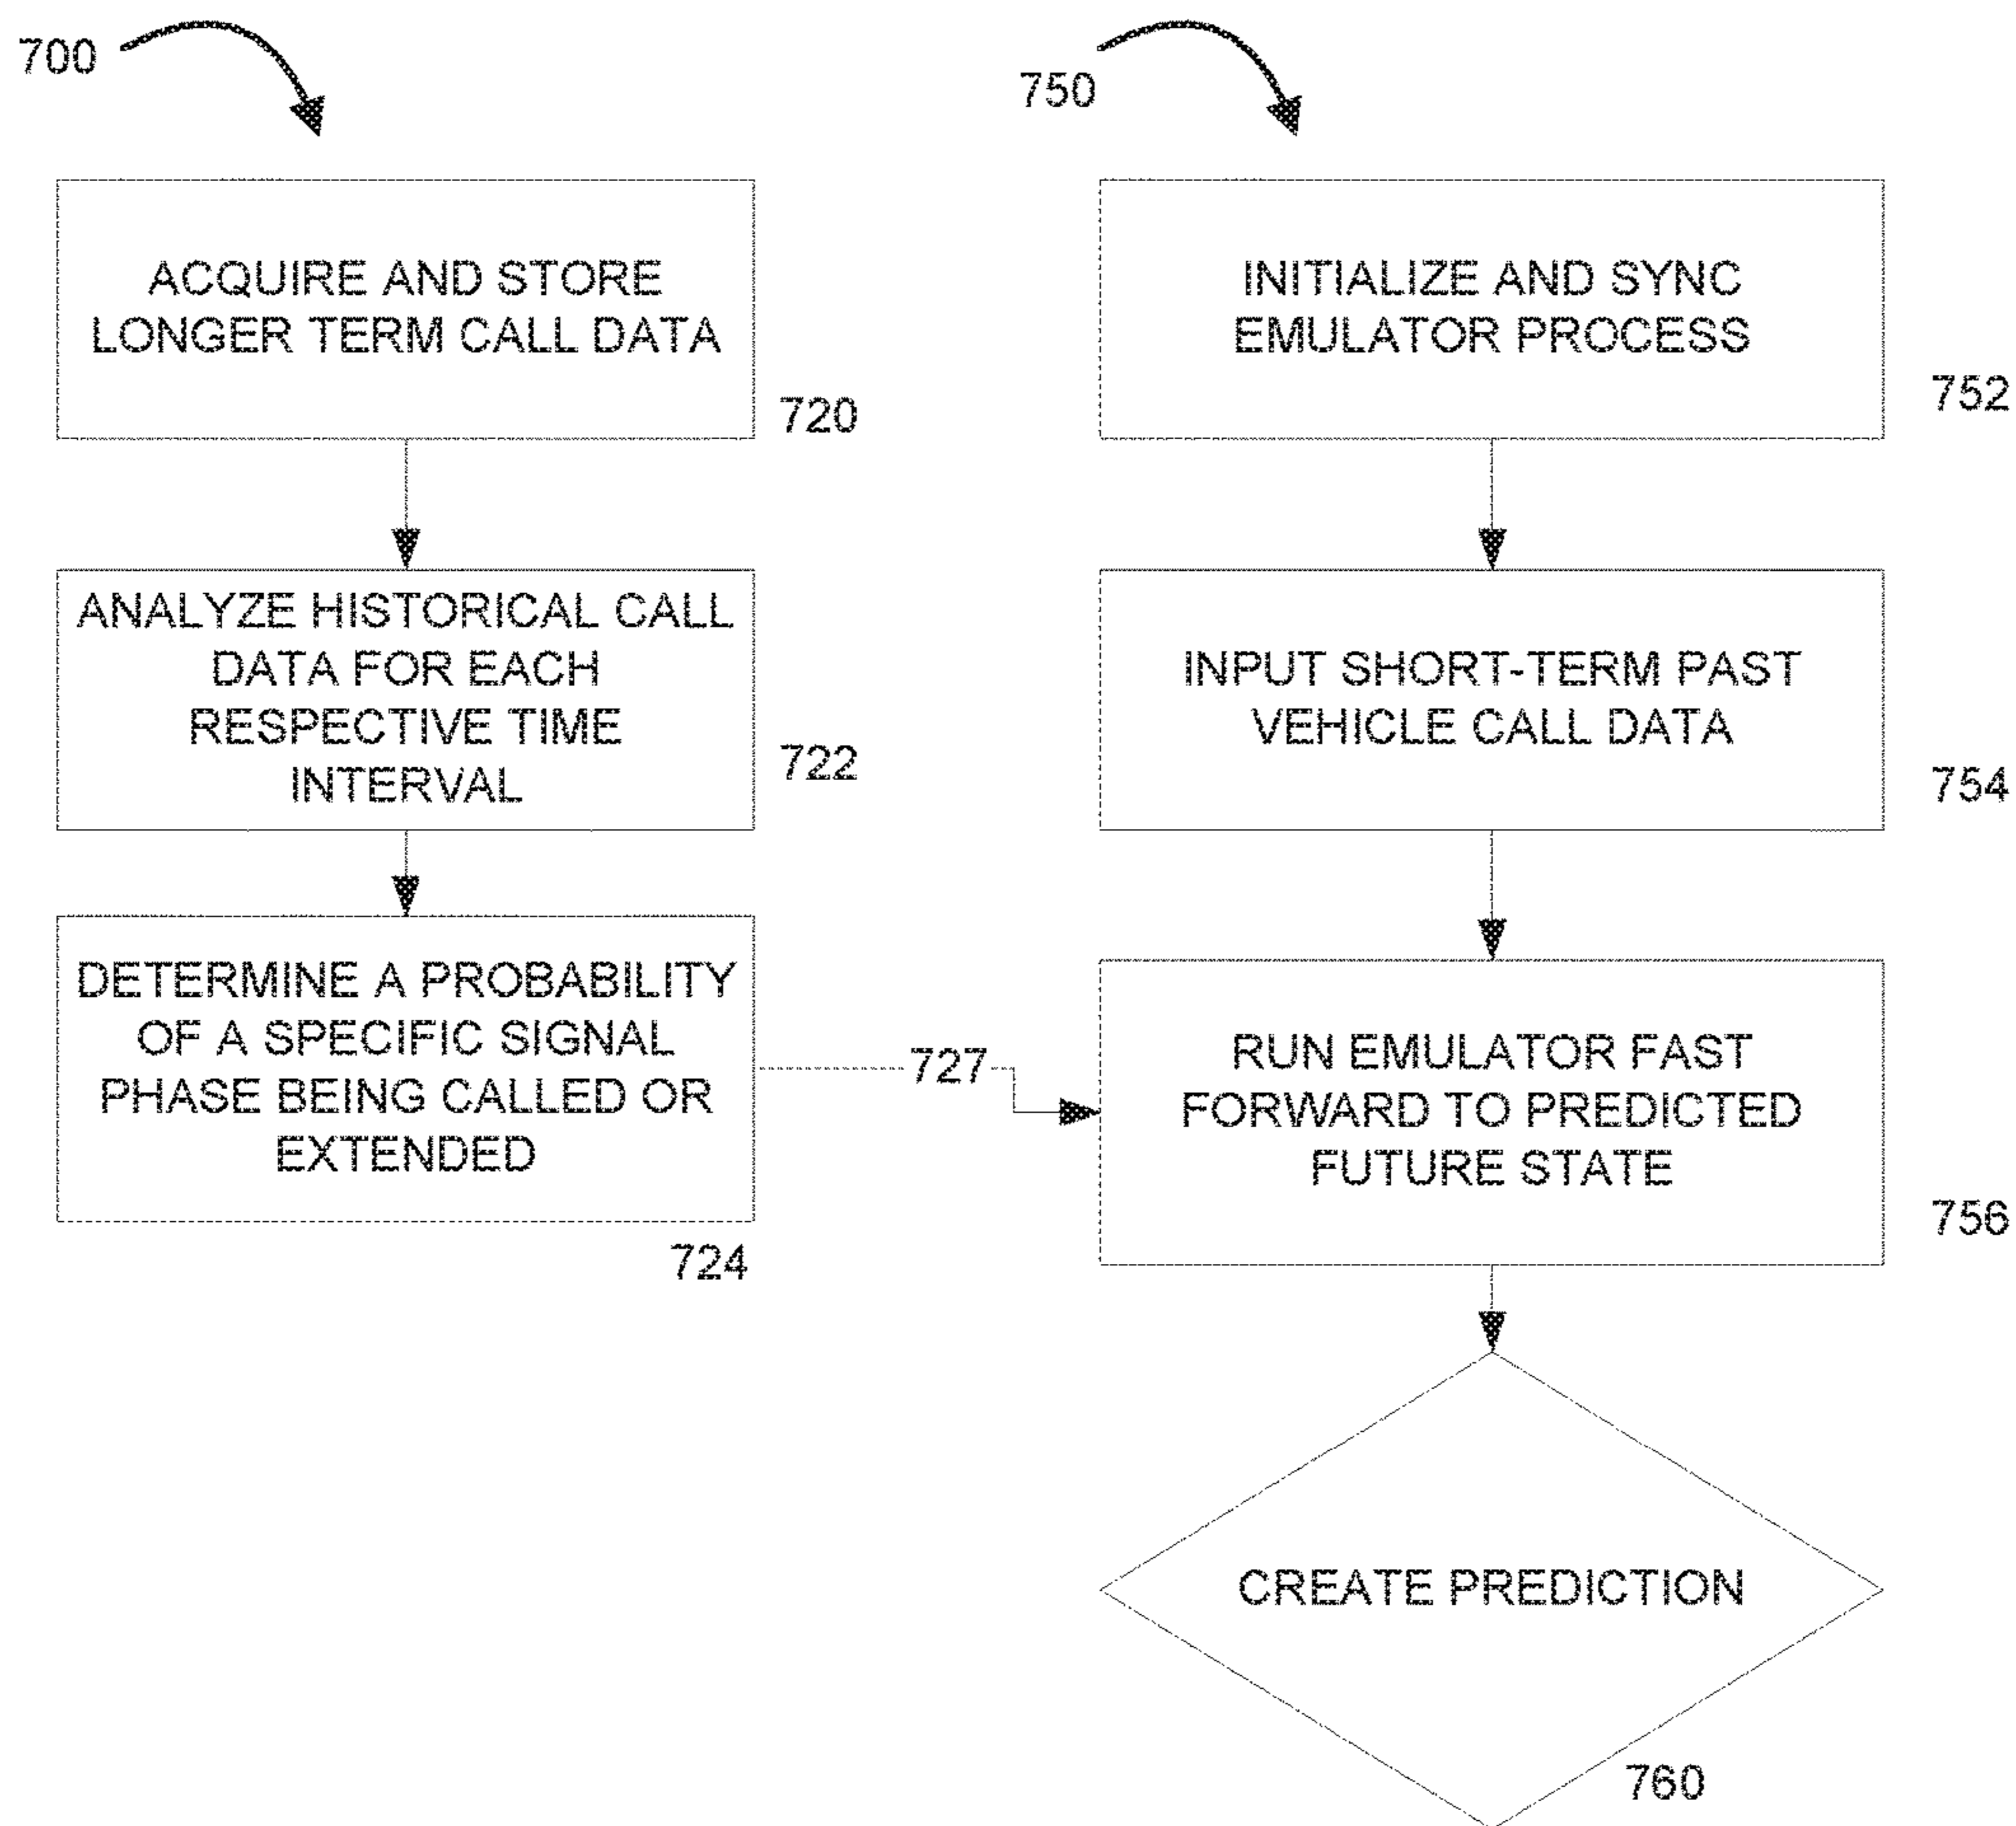 700
ACQUIRE AND STORE
LONGER TERM CALL DATA
720
ANALYZE HISTORICAL CALL
DATA FOR EACH
RESPECTIVE TIME
INTERVAL
722
DETERMINE A PROBABILITY
OF A SPECIFIC SIGNAL
PHASE BEING CALLED OR
EXTENDED
724
727
750
INITIALIZE AND SYNC
EMULATOR PROCESS
752
INPUT SHORT-TERM PAST
VEHICLE CALL DATA
754
RUN EMULATOR FAST
FORWARD TO PREDICTED
FUTURE STATE
756
CREATE PREDICTION
760